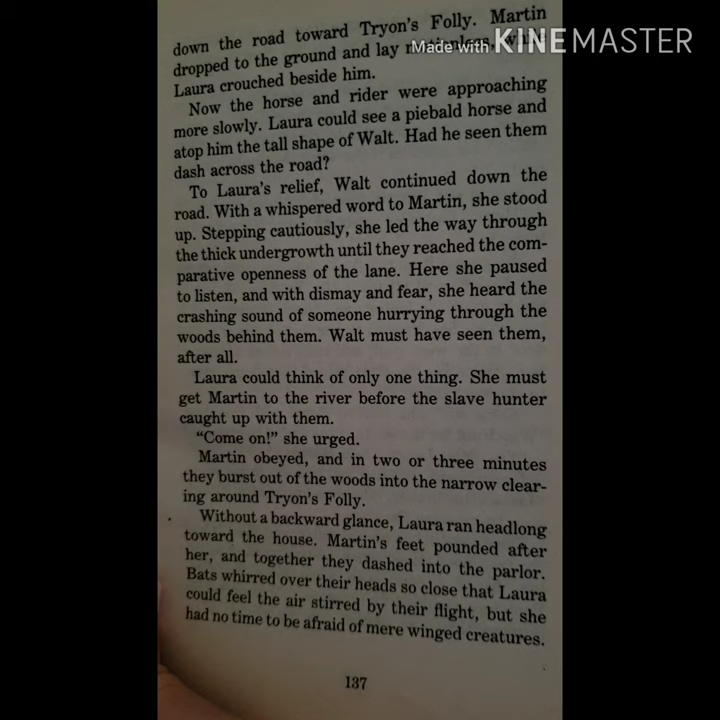 down the road toward Tryon's Folly. Martin
Made with KINEMASTER
dropped to the ground and lay
Laura crouched beside him.
Now the horse and rider were approaching
more slowly. Laura could see a piebald horse and
atop him the tall shape of Walt. Had he seen them
dash across the road?
To Laura's relief, Walt continued down the
road. With a whispered word to Martin, she stood
up. Stepping cautiously, she led the way through
the thick undergrowth until they reached the com-
parative openness of the lane. Here she paused
to listen, and with dismay and fear, she heard the
crashing sound of someone hurrying through the
woods behind them. Walt must have seen them,
after all.
Laura could think of only one thing. She must
get Martin to the river before the slave hunter
caught up with them.
"Come on!" she urged.
Martin obeyed, and in two or three minutes
they burst out of the woods into the narrow clear-
ing around Tryon's Folly.
Without a backward glance, Laura ran headlong
toward the house. Martin's feet pounded after
her, and together they dashed into the parlor.
Bats whirred over their heads so close that Laura
could feel the air stirred by their flight, but she
had no time to be afraid of mere winged creatures.
137